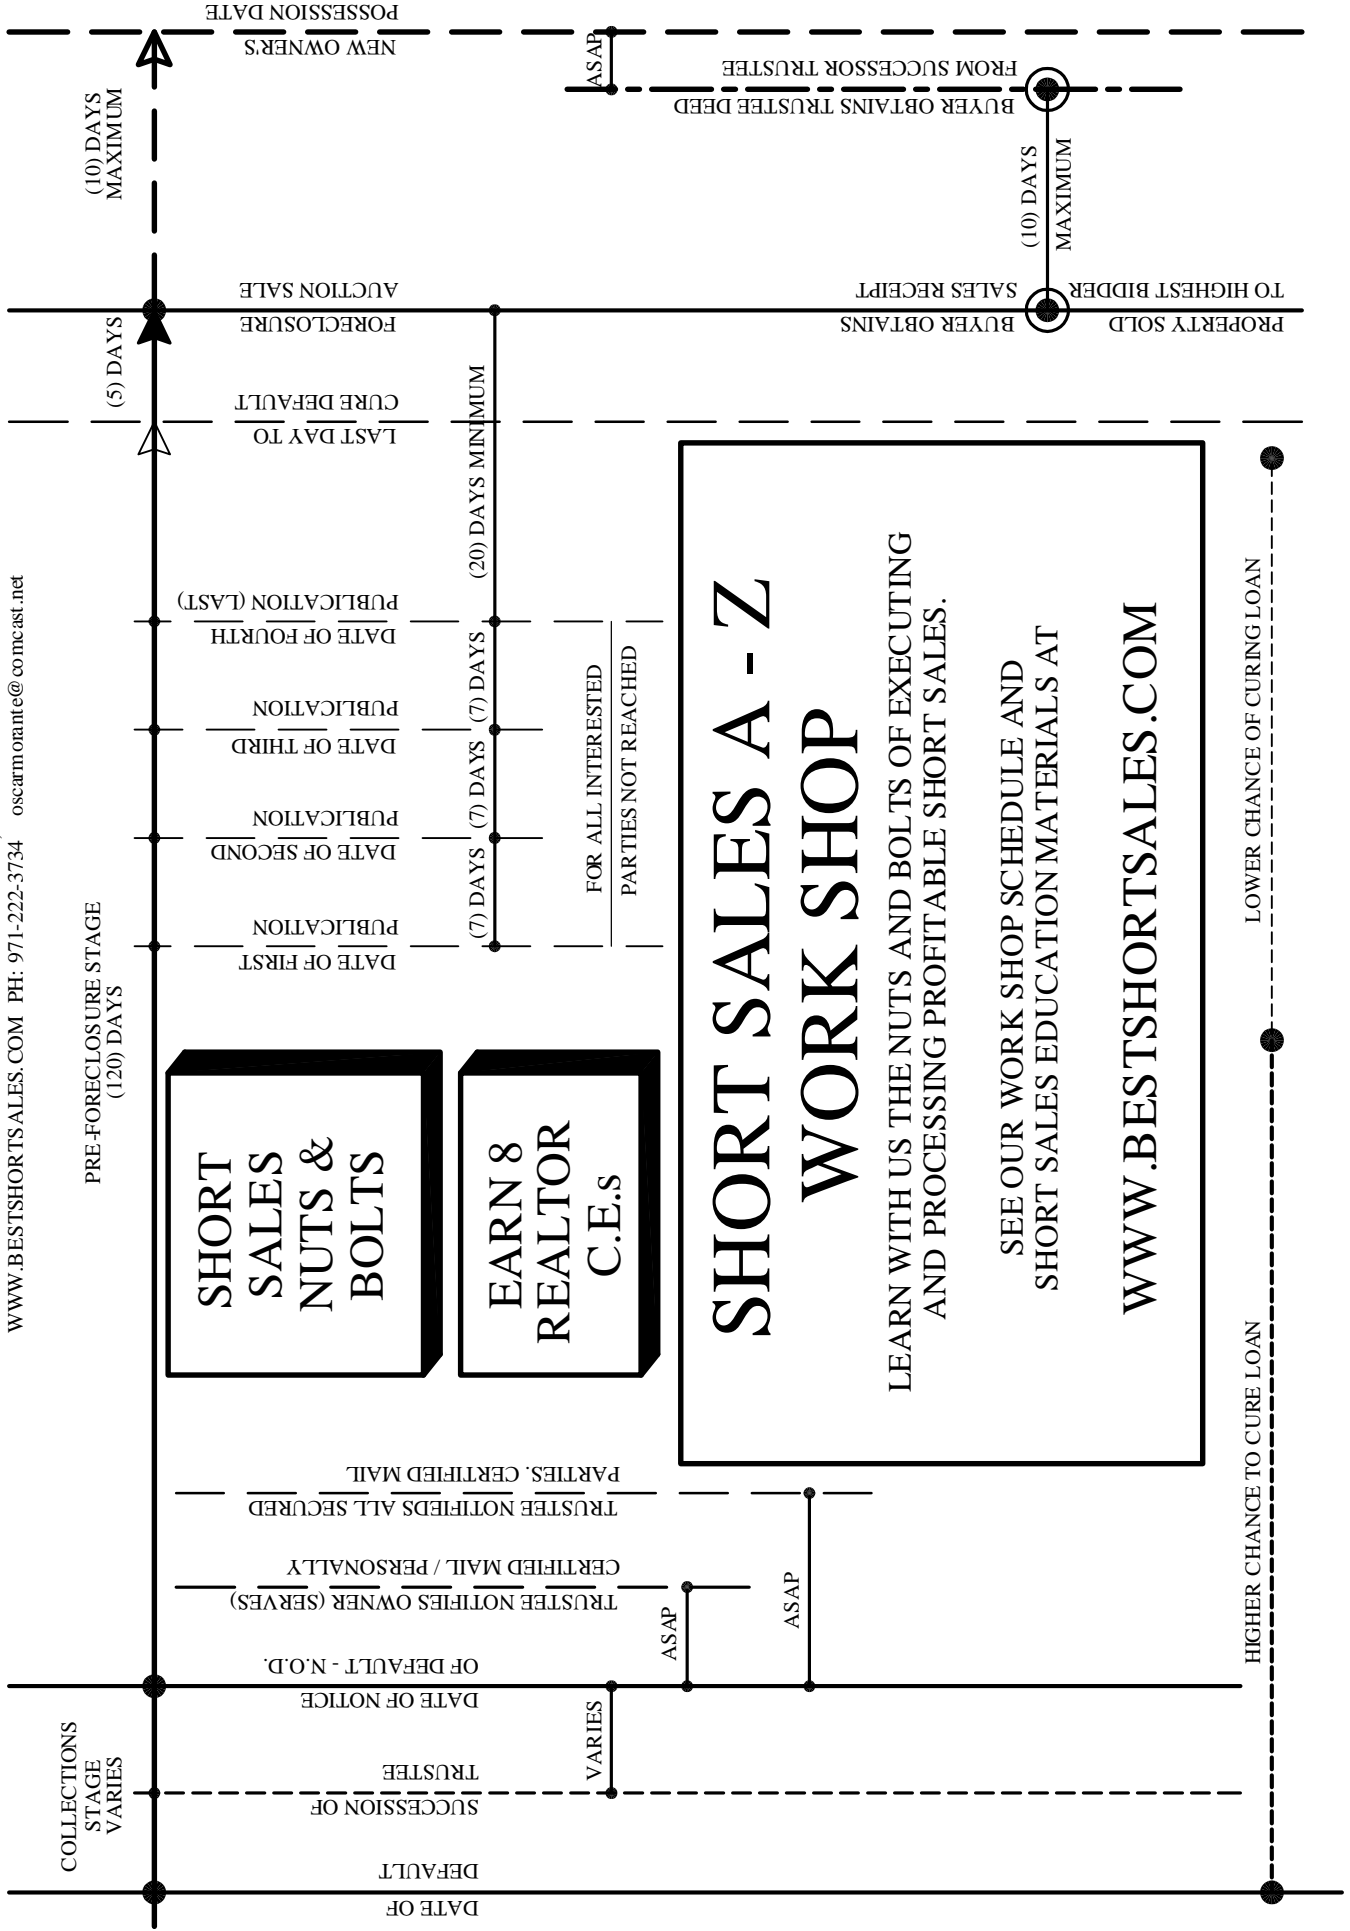 WWW.BESTSHORTSALES.COM PH: 971-222-3734 oscarmorante@comcast.net
COLLECTIONS
STAGE
VARIES
PRE-FORECLOSURE STAGE
(120) DAYS
(5) DAYS
(10) DAYS
MAXIMUM
DATE OF
DEFAULT
SUCCESSION OF
TRUSTEE
DATE OF NOTICE
OF DEFAULT - N.O.D.
VARIES
TRUSTEE NOTIFIES OWNER (SERVES)
CERTIFIED MAIL / PERSONALLY
ASAP
TRUSTEE NOTIFIEDS ALL SECURED
PARTIES. CERTIFIED MAIL
ASAP
SHORT
SALES
NUTS &
BOLTS
EARN 8
REALTOR
C.E.s
DATE OF FIRST
PUBLICATION
(7) DAYS
DATE OF SECOND
PUBLICATION
(7) DAYS
DATE OF THIRD
PUBLICATION
(7) DAYS
DATE OF FOURTH
PUBLICATION (LAST)
(20) DAYS MINIMUM
FOR ALL INTERESTED
PARTIES NOT REACHED
LAST DAY TO
CURE DEFAULT
FORECLOSURE
AUCTION SALE
BUYER OBTAINS
SALES RECEIPT
PROPERTY SOLD
TO HIGHEST BIDDER
(10) DAYS
MAXIMUM
BUYER OBTAINS TRUSTEE DEED
FROM SUCCESSOR TRUSTEE
ASAP
NEW OWNER'S
POSSESSION DATE
SHORT SALES A - Z
WORK SHOP
LEARN WITH US THE NUTS AND BOLTS OF EXECUTING
AND PROCESSING PROFITABLE SHORT SALES.
SEE OUR WORK SHOP SCHEDULE AND
SHORT SALES EDUCATION MATERIALS AT
WWW.BESTSHORTSALES.COM
HIGHER CHANCE TO CURE LOAN
LOWER CHANCE OF CURING LOAN